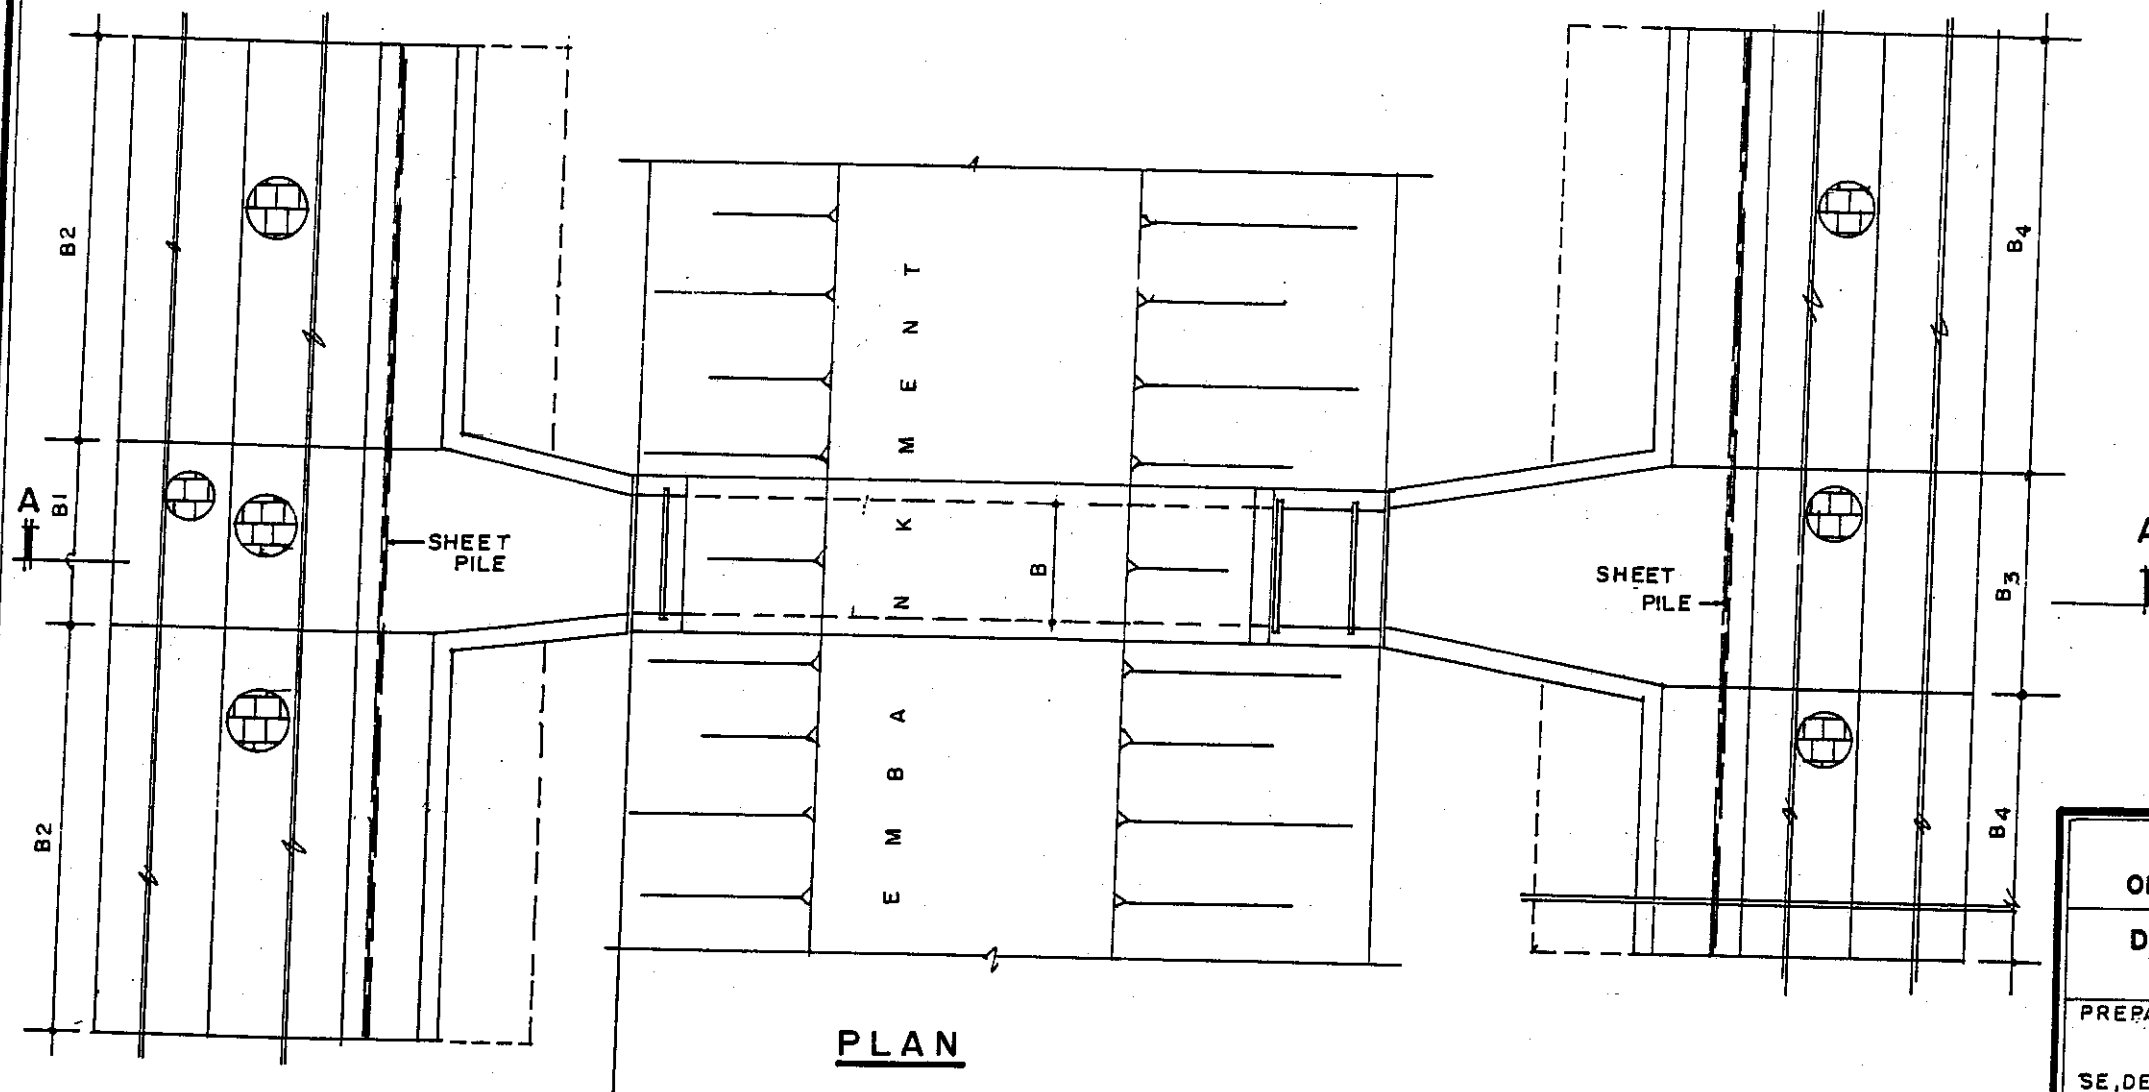 B2
B4
A
B1
SHEET
PILE
EMBANKMENT
B
SHEET
PILE
B3
A
B2
B4
PLAN
PREPA
SE,DE